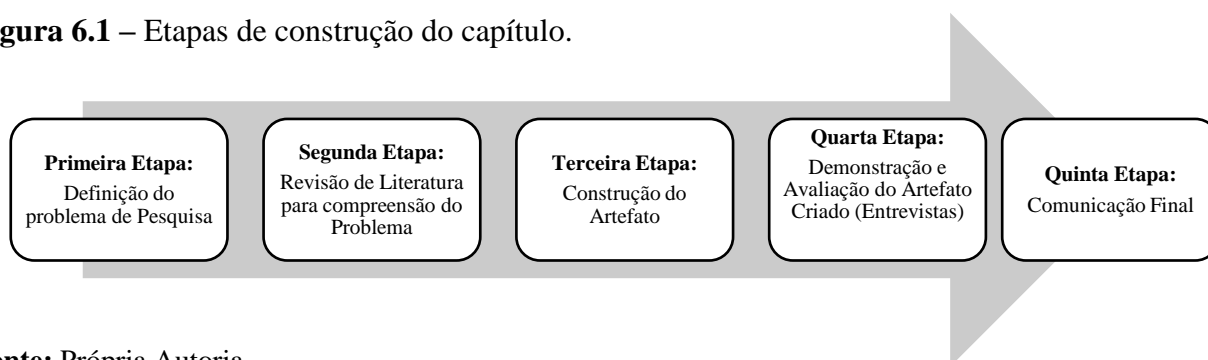 gura 6.1 – Etapas de construção do capítulo.
Primeira Etapa:
Definição do
problema de Pesquisa
Segunda Etapa:
Revisão de Literatura
para compreensão do
Problema
Terceira Etapa:
Construção do
Artefato
Quarta Etapa:
Demonstração e
Avaliação do Artefato
Criado (Entrevistas)
Quinta Etapa:
Comunicação Final
onte: Própria Autoria